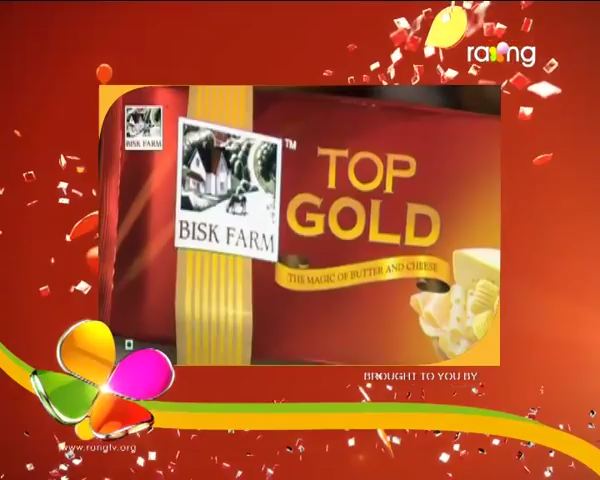 rang
BISK FARM
BISK FARM
™
TOP
GOLD
THE MAGIC OF BUTTER AND CHEESE
BROUGHT TO YOU BY
www.rangtv.org